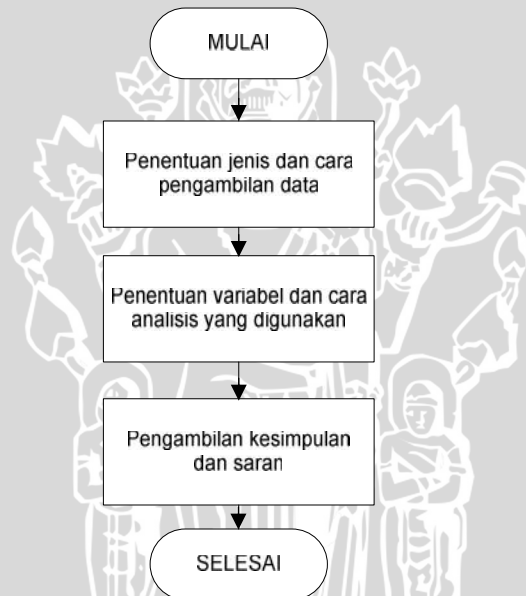 MULAI
Penentuan jenis dan cara
pengambilan data
Penentuan variabel dan cara
analisis yang digunakan
Pengambilan kesimpulan
dan saran
SELESAI